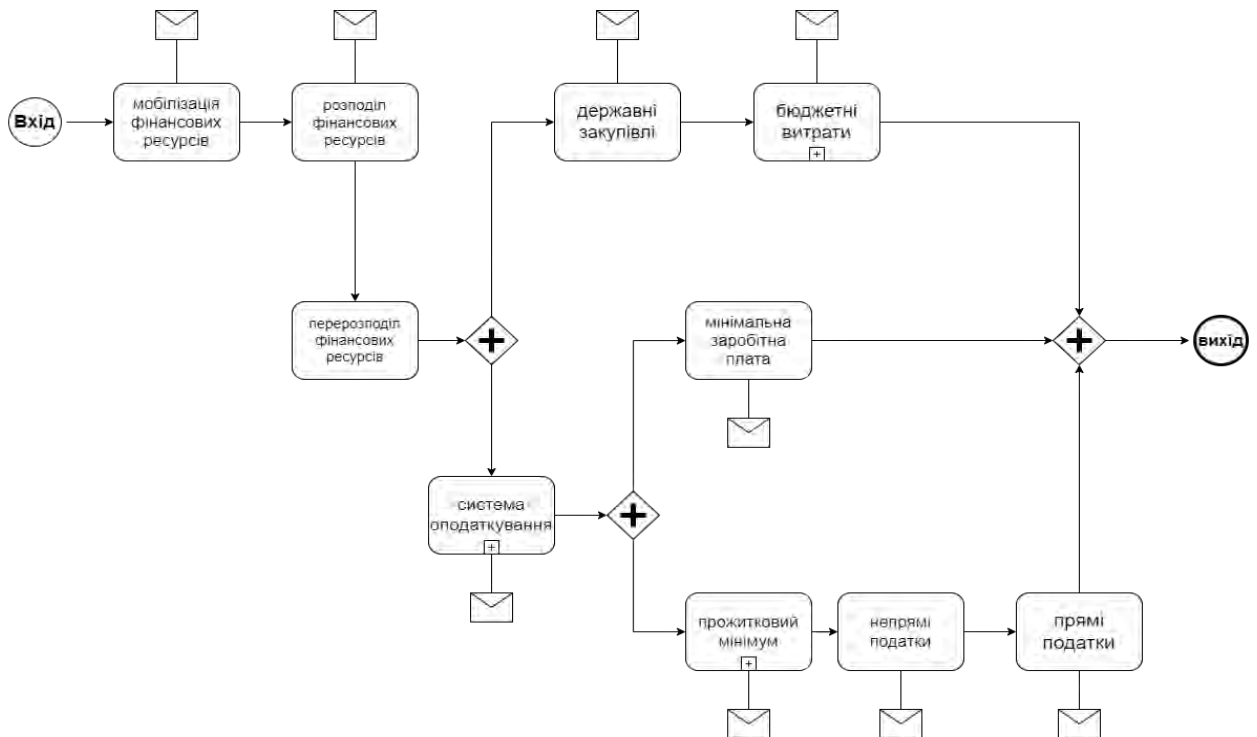 Вхід
мобілізація
фінансових
ресурсів
розподіл
фінансових
ресурсів
державні
закупівлі
бюджетні
витрати
перерозподіл
фінансових
ресурсів
мінімальна
заробітна
плата
вихід
система
оподаткування
прожитковий
мінімум
непрямі
податки
прямі
податки